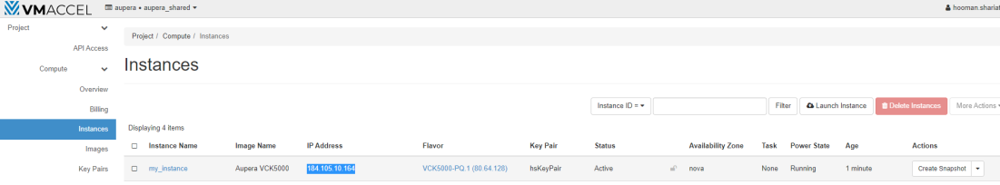 VMACCEL aupera • aupera_shared hooman.shariat
Project
Project / Compute / Instances
API Access
Compute
Instances
Overview
Billing
Instance ID = Filter Launch Instance Delete Instances More Actions
Instances
Displaying 4 items
Images
Instance Name Image Name IP Address Flavor Key Pair Status Availability Zone Task Power State Age Actions
Key Pairs
my_instance Aupera VCK5000 184.105.10.164 VCK5000-PQ.1 (80 64.128) hsKeyPair Active nova None Running 1 minute Create Snapshot